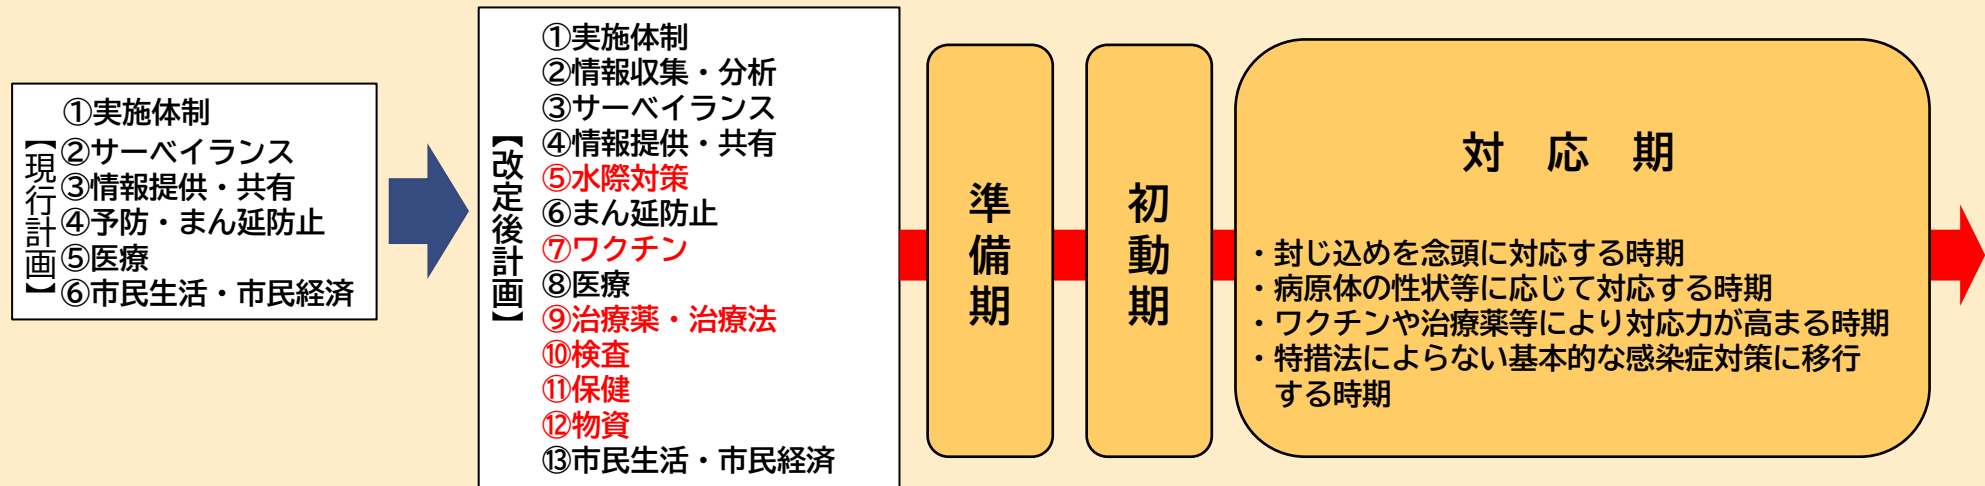 【現行計画】
①実施体制
②サーベイランス
③情報提供・共有
④予防・まん延防止
⑤医療
⑥市民生活・市民経済
【改定後計画】
①実施体制
②情報収集・分析
③サーベイランス
④情報提供・共有
⑤水際対策
⑥まん延防止
⑦ワクチン
⑧医療
⑨治療薬・治療法
⑩検査
⑪保健
⑫物資
⑬市民生活・市民経済
準備期
初動期
対応期
・封じ込めを念頭に対応する時期
・病原体の性状等に応じて対応する時期
・ワクチンや治療薬等により対応力が高まる時期
・特措法によらない基本的な感染症対策に移行
する時期